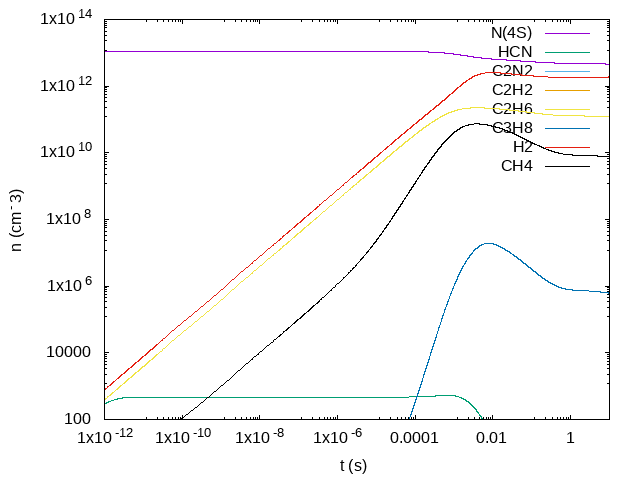 1x10^14
1x10^12
1x10^10
1x10^8
1x10^6
10000
100
n (cm^-3)
N(4S)
HCN
C2N2
C2H2
C2H6
C3H8
H2
CH4
1x10^-12 1x10^-10 1x10^-8 1x10^-6 0.0001 0.01 1
t (s)